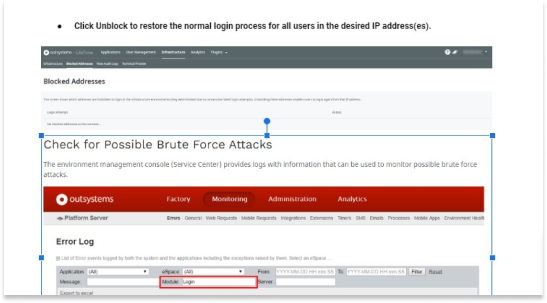 Click Unblock to restore the normal login process for all users in the desired IP address(es).
outsystems Applications User Management Infrastructure Analytics Plugins
Infrastructure Blocked Addresses
Blocked Addresses
Login Attempt
Check for Possible Brute Force Attacks
The environment management console (Service Center) provides logs with information that can be used to monitor possible brute force
attacks.
outsystems Factory Monitoring Administration Analytics
Platform Server Errors General Web Requests Mobile Requests Integrations Extensions Timers SMS Emails Processes Mobile Apps Environment Health
Error Log
List of Error events logged by both the system and the applications including the exceptions raised by them. Select an eSpace ...
Application: (All) eSpace: (All) From: YYYY-MM-DD HH:mm:SS To: YYYY-MM-DD HH:mm:SS Filter Reset
Message: Module: Login Server:
Export to excel